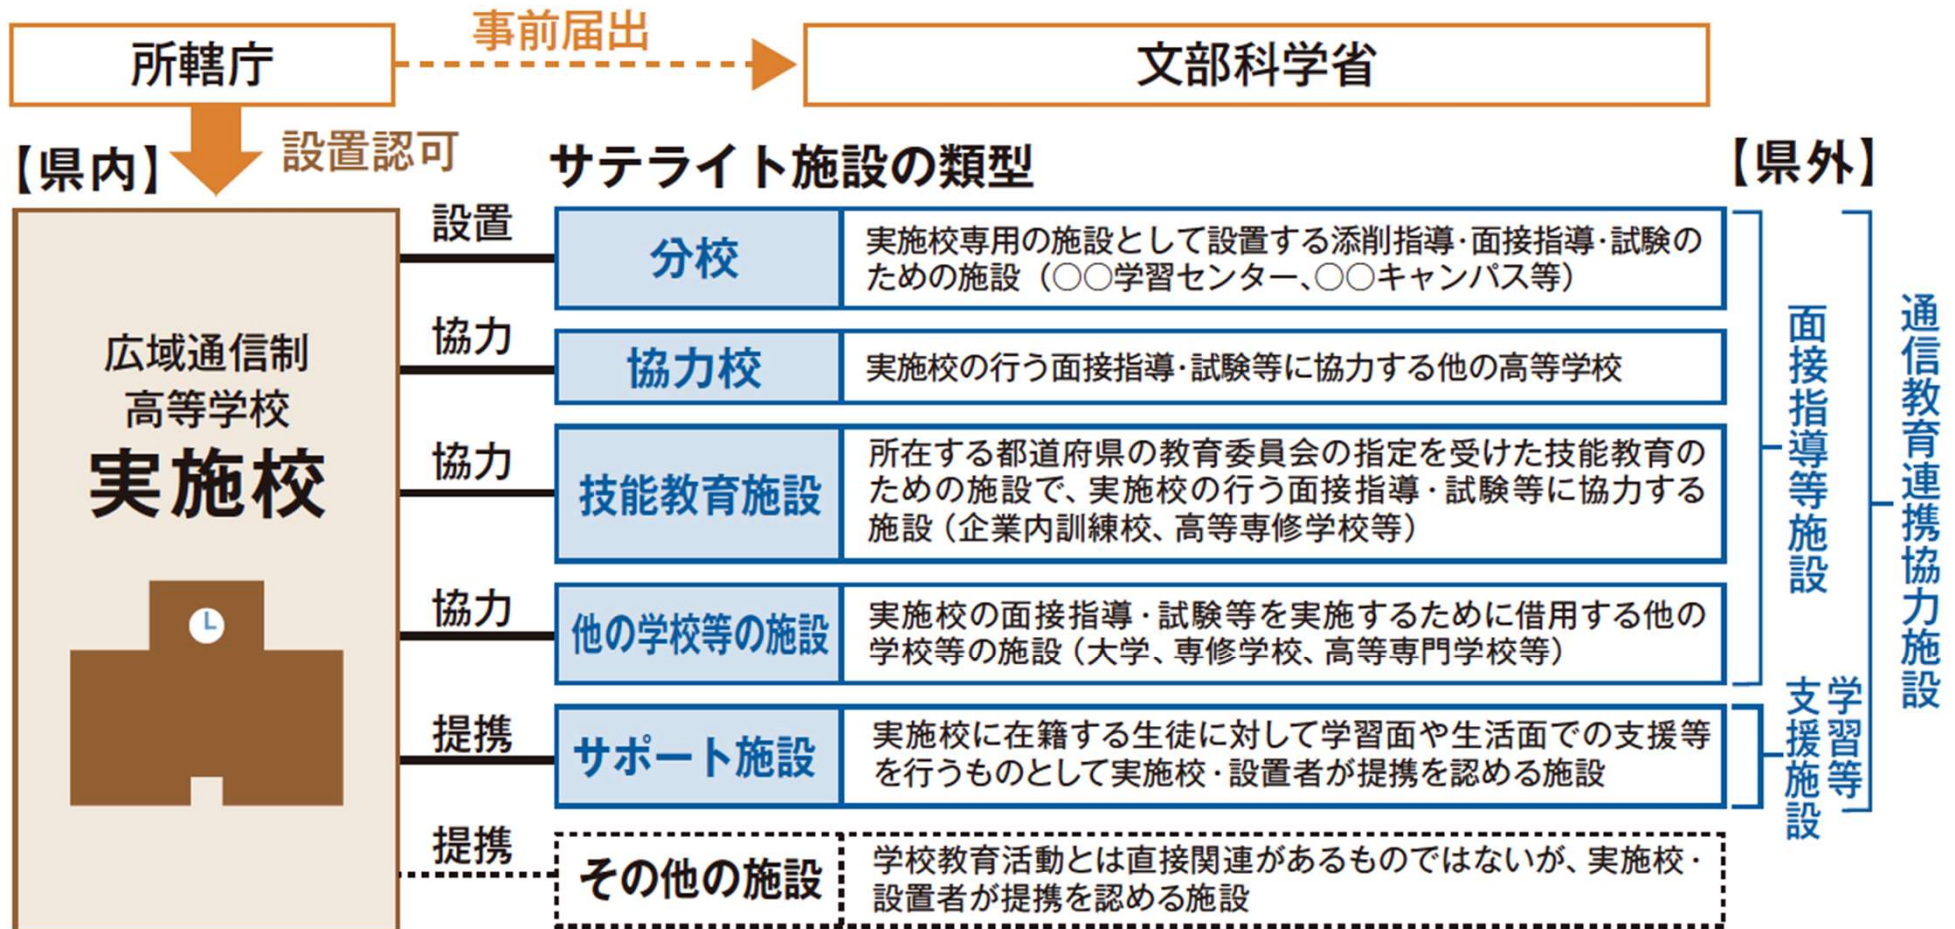 所轄庁
事前届出
文部科学省
設置認可
【県内】
サテライト施設の類型
【県外】
広域通信制
高等学校
実施校
設置
分校
実施校専用の施設として設置する添削指導・面接指導・試験の
ための施設（○○学習センター、○○キャンパス等）
協力
協力校
実施校の行う面接指導・試験等に協力する他の高等学校
協力
技能教育施設
所在する都道府県の教育委員会の指定を受けた技能教育の
ための施設で、実施校の行う面接指導・試験等に協力する
施設（企業内訓練校、高等専修学校等）
協力
他の学校等の施設
実施校の面接指導・試験等を実施するために借用する他の
学校等の施設（大学、専修学校、高等専門学校等）
提携
サポート施設
実施校に在籍する生徒に対して学習面や生活面での支援等
を行うものとして実施校・設置者が提携を認める施設
提携
その他の施設
学校教育活動とは直接関連があるものではないが、実施校・
設置者が提携を認める施設
面接指導等施設
学習等
支援施設
通信教育連携協力施設